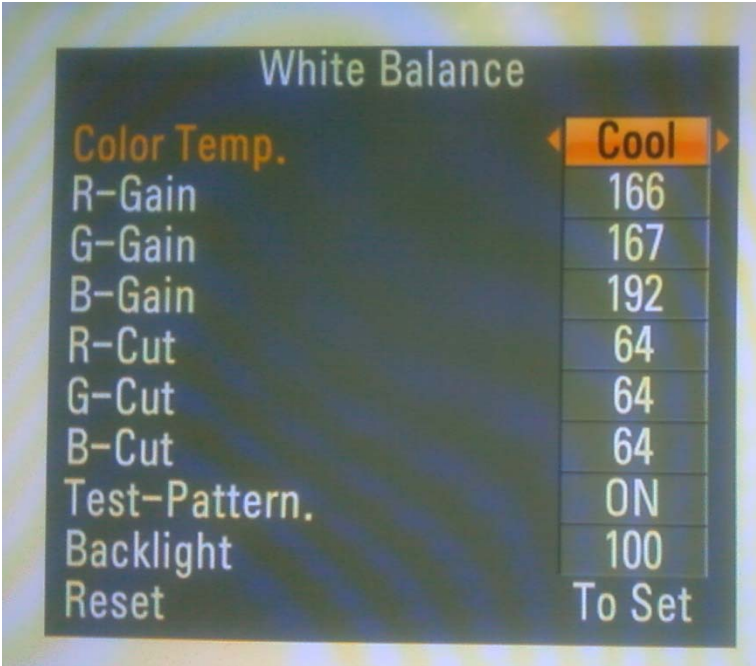 White Balance
Color Temp. Cool
R-Gain 166
G-Gain 167
B-Gain 192
R-Cut 64
G-Cut 64
B-Cut 64
Test-Pattern. ON
Backlight 100
Reset To Set